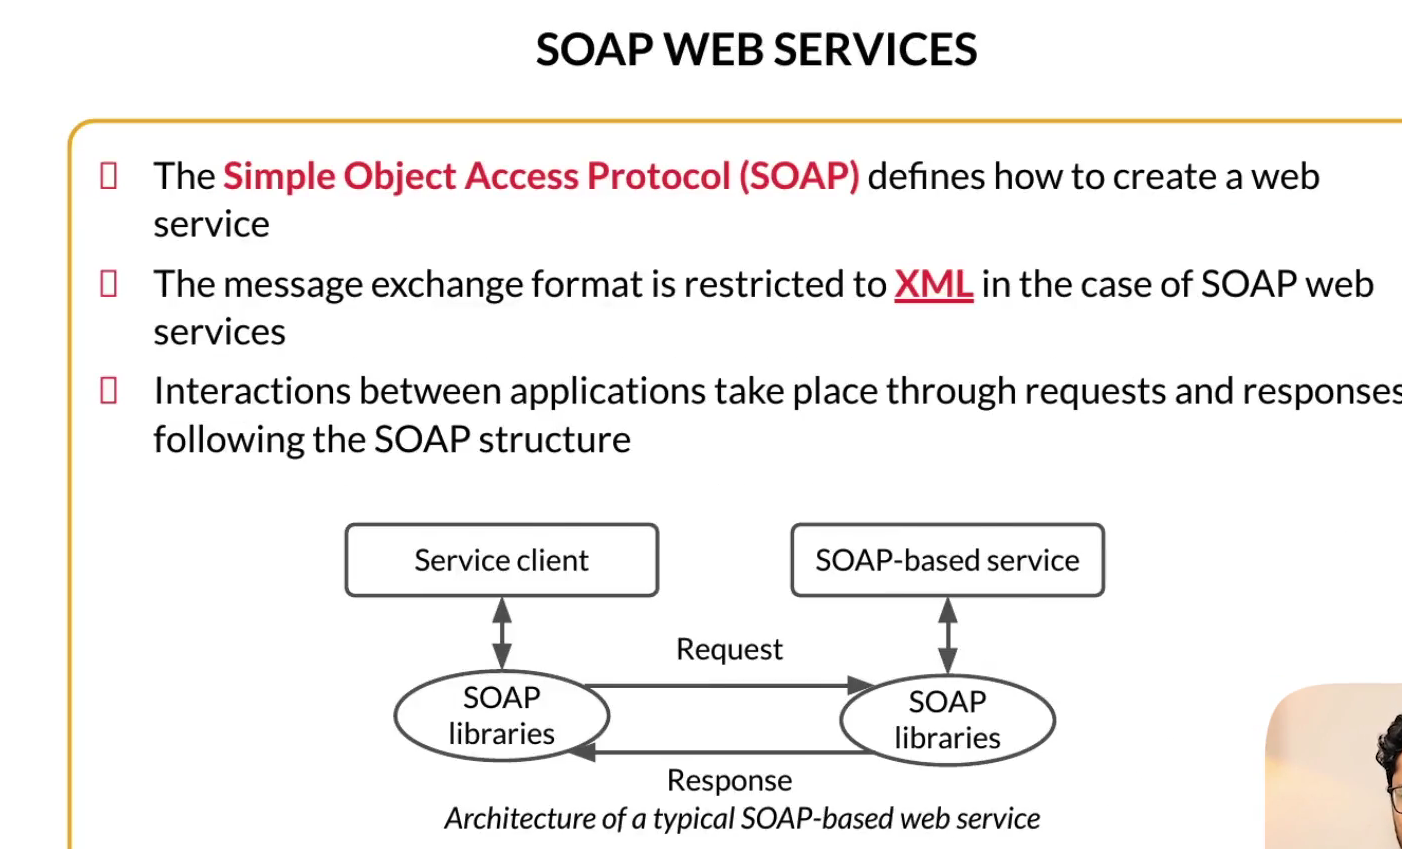 SOAP WEB SERVICES
The Simple Object Access Protocol (SOAP) defines how to create a web
service
The message exchange format is restricted to XML in the case of SOAP web
services
Interactions between applications take place through requests and responses
following the SOAP structure
Service client
SOAP-based service
Request
SOAP
libraries
SOAP
libraries
Response
Architecture of a typical SOAP-based web service